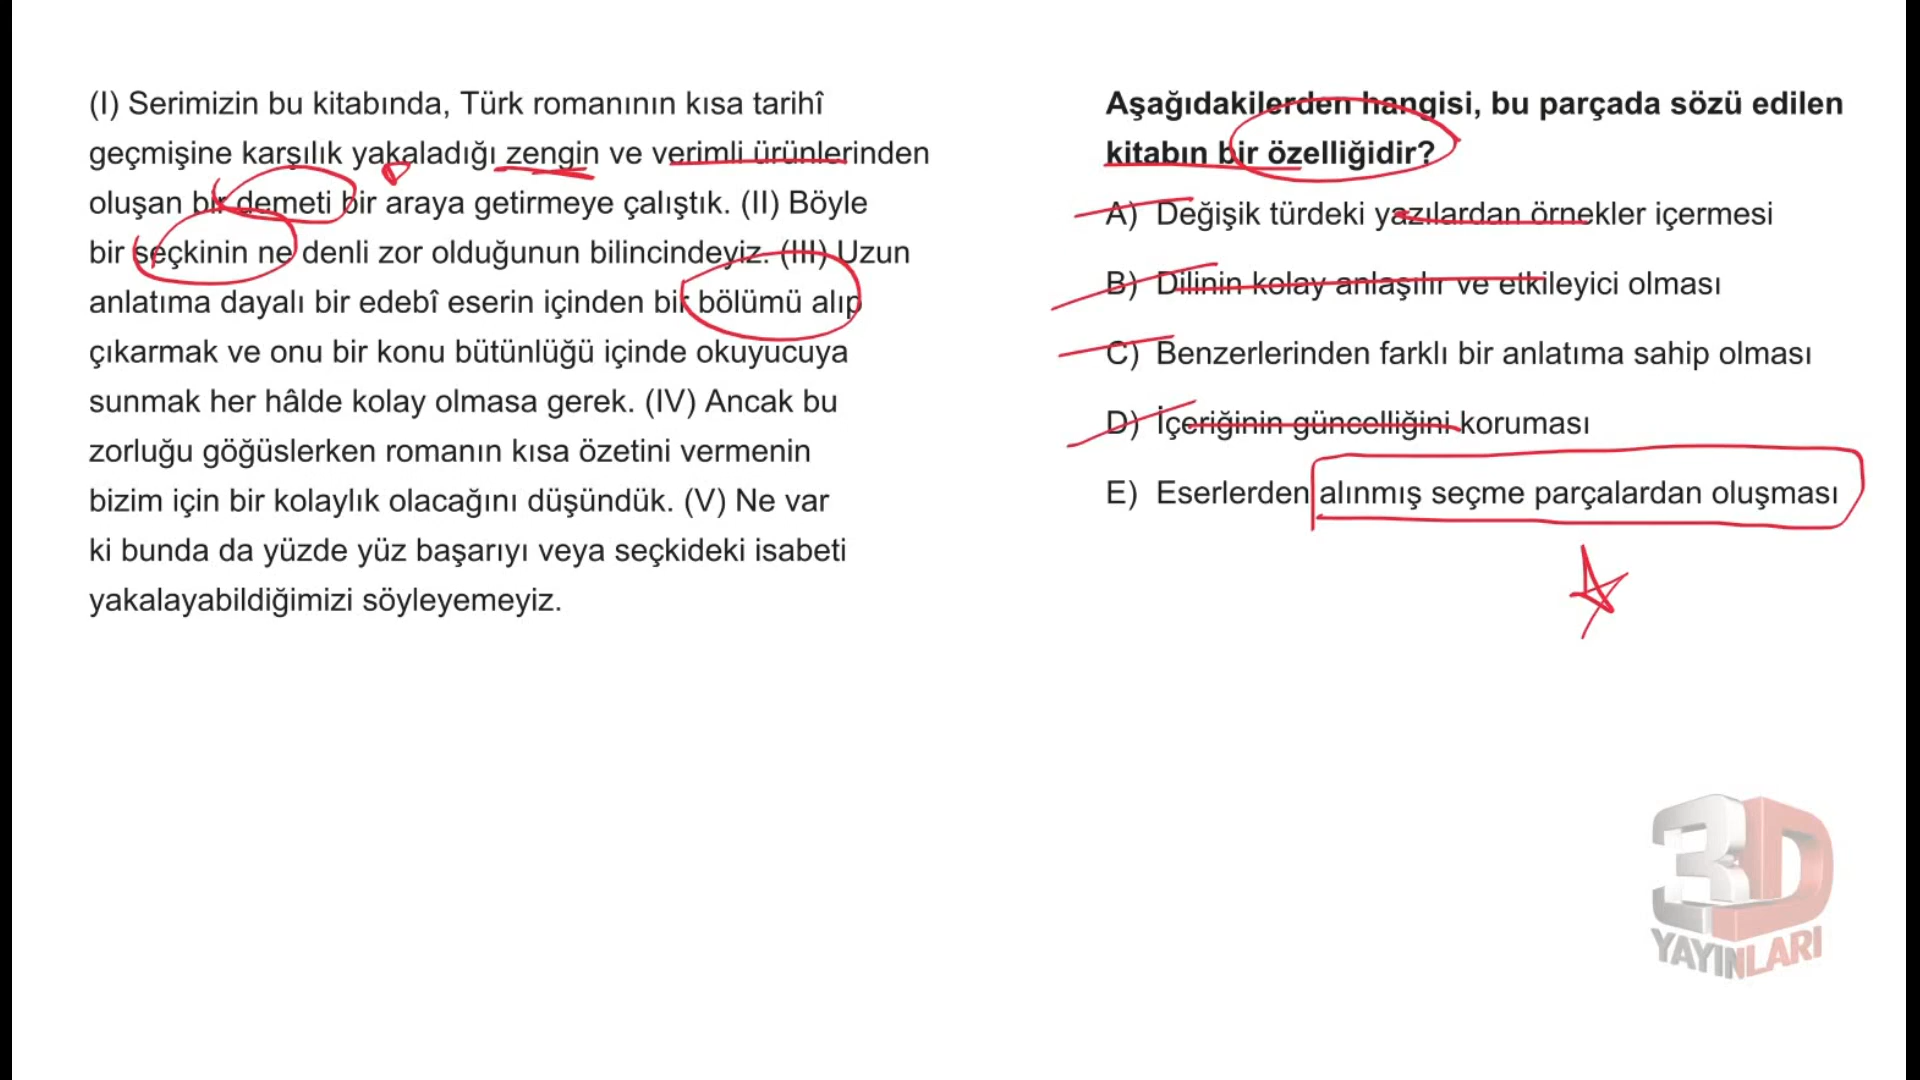 (I) Serimizin bu kitabında, Türk romanının kısa tarihî
geçmişine karşılık yakaladığı zengin ve verimli ürünlerinden
oluşan bir demeti bir araya getirmeye çalıştık. (II) Böyle
bir seçkinin ne denli zor olduğunun bilincindeyiz. (III) Uzun
anlatıma dayalı bir edebî eserin içinden bir bölümü alıp
çıkarmak ve onu bir konu bütünlüğü içinde okuyucuya
sunmak her hâlde kolay olmasa gerek. (IV) Ancak bu
zorluğu göğüslerken romanın kısa özetini vermenin
bizim için bir kolaylık olacağını düşündük. (V) Ne var
ki bunda da yüzde yüz başarıyı veya seçkideki isabeti
yakalayabildiğimizi söyleyemeyiz.
Aşağıdakilerden hangisi, bu parçada sözü edilen
kitabın bir özelliğidir?
A) Değişik türdeki yazılardan örnekler içermesi
B) Dilinin kolay anlaşılır ve etkileyici olması
C) Benzerlerinden farklı bir anlatıma sahip olması
D) İçeriğinin güncelliğini koruması
E) Eserlerden alınmış seçme parçalardan oluşması
3D
YAYINLARI